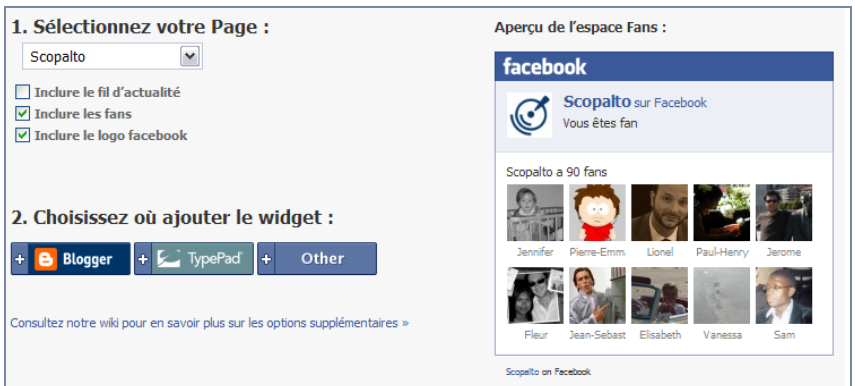 1. Sélectionnez votre Page :
Scopalto
Inclure le fil d'actualité
Inclure les fans
Inclure le logo facebook
2. Choisissez où ajouter le widget :
+ Blogger + TypePad + Other
Consultez notre wiki pour en savoir plus sur les options supplémentaires »
Aperçu de l'espace Fans :
facebook
Scopalto sur Facebook
Vous êtes fan
Scopalto a 90 fans
Jennifer Pierre-Emm Lionel Paul-Henry Jerome
Fleur Jean-Sebast Elisabeth Vanessa Sam
Scopalto on Facebook